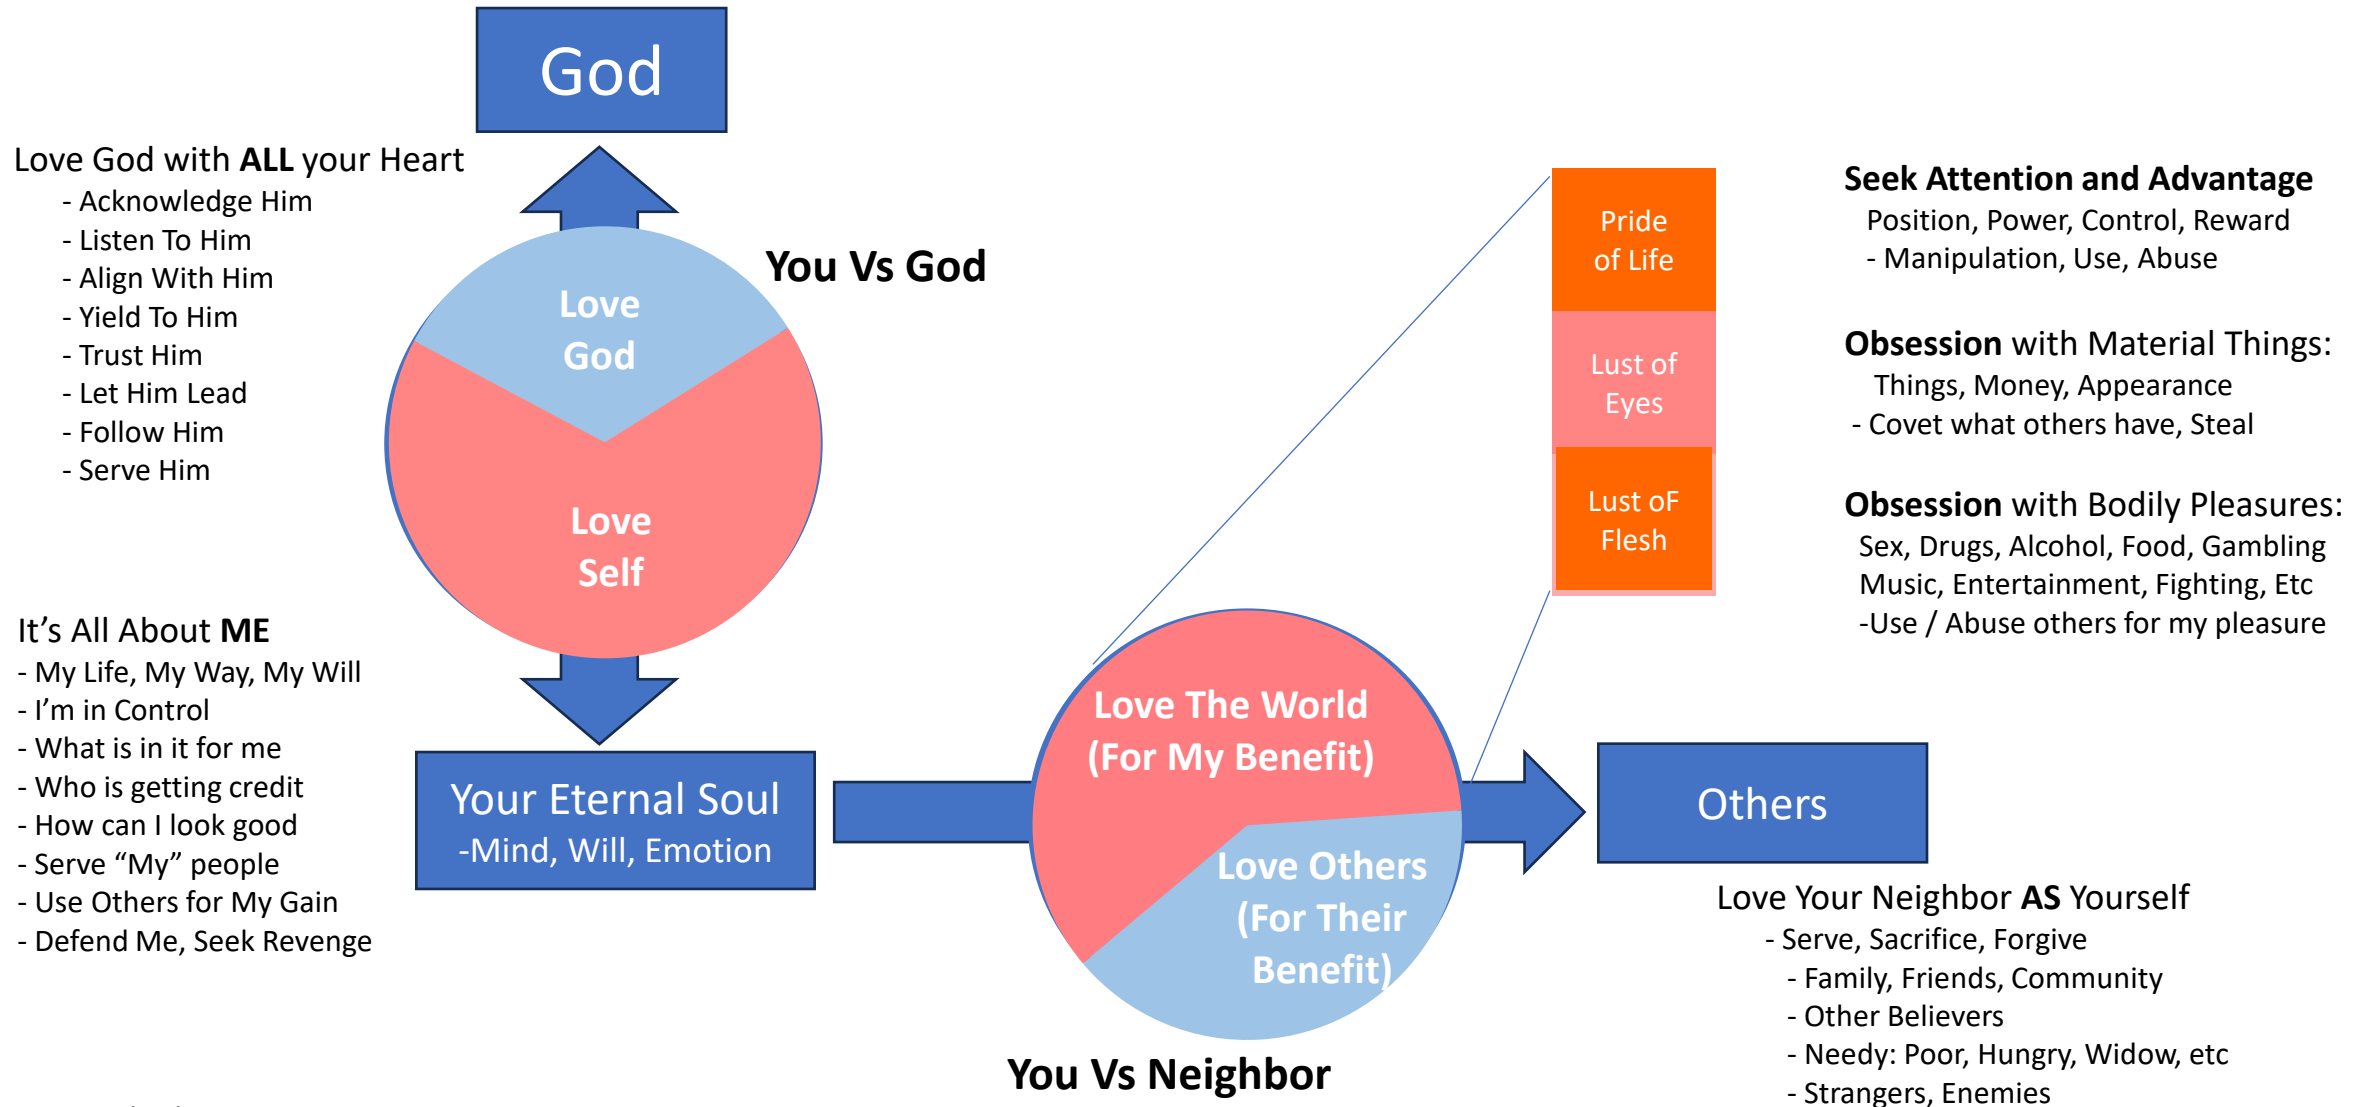 God
Love God with ALL your Heart
- Acknowledge Him
- Listen To Him
- Align With Him
- Yield To Him
- Trust Him
- Let Him Lead
- Follow Him
- Serve Him
You Vs God
Love
God
Love
Self
It’s All About ME
- My Life, My Way, My Will
- I’m in Control
- What is in it for me
- Who is getting credit
- How can I look good
- Serve “My” people
- Use Others for My Gain
- Defend Me, Seek Revenge
Your Eternal Soul
-Mind, Will, Emotion
Love The World
(For My Benefit)
Love Others
(For Their
Benefit)
You Vs Neighbor
Pride
of Life
Lust of
Eyes
Lust oF
Flesh
Seek Attention and Advantage
Position, Power, Control, Reward
- Manipulation, Use, Abuse
Obsession with Material Things:
Things, Money, Appearance
- Covet what others have, Steal
Obsession with Bodily Pleasures:
Sex, Drugs, Alcohol, Food, Gambling
Music, Entertainment, Fighting, Etc
-Use / Abuse others for my pleasure
Others
Love Your Neighbor AS Yourself
- Serve, Sacrifice, Forgive
- Family, Friends, Community
- Other Believers
- Needy: Poor, Hungry, Widow, etc
- Strangers, Enemies